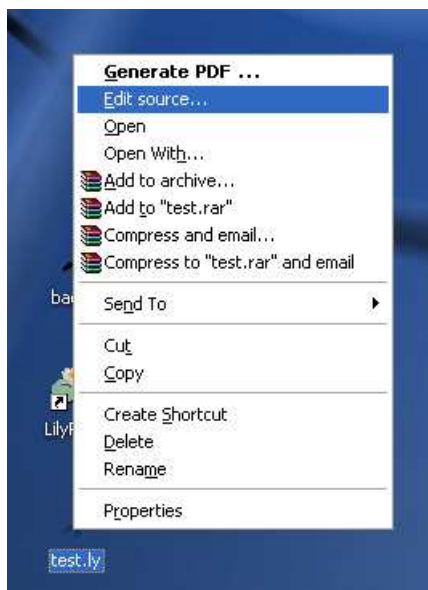 Generate PDF ...
Edit source...
Open
Open With...
Add to archive...
Add to "test.rar"
Compress and email...
Compress to "test.rar" and email
Send To
Cut
Copy
Create Shortcut
Delete
Rename
Properties
test.ly